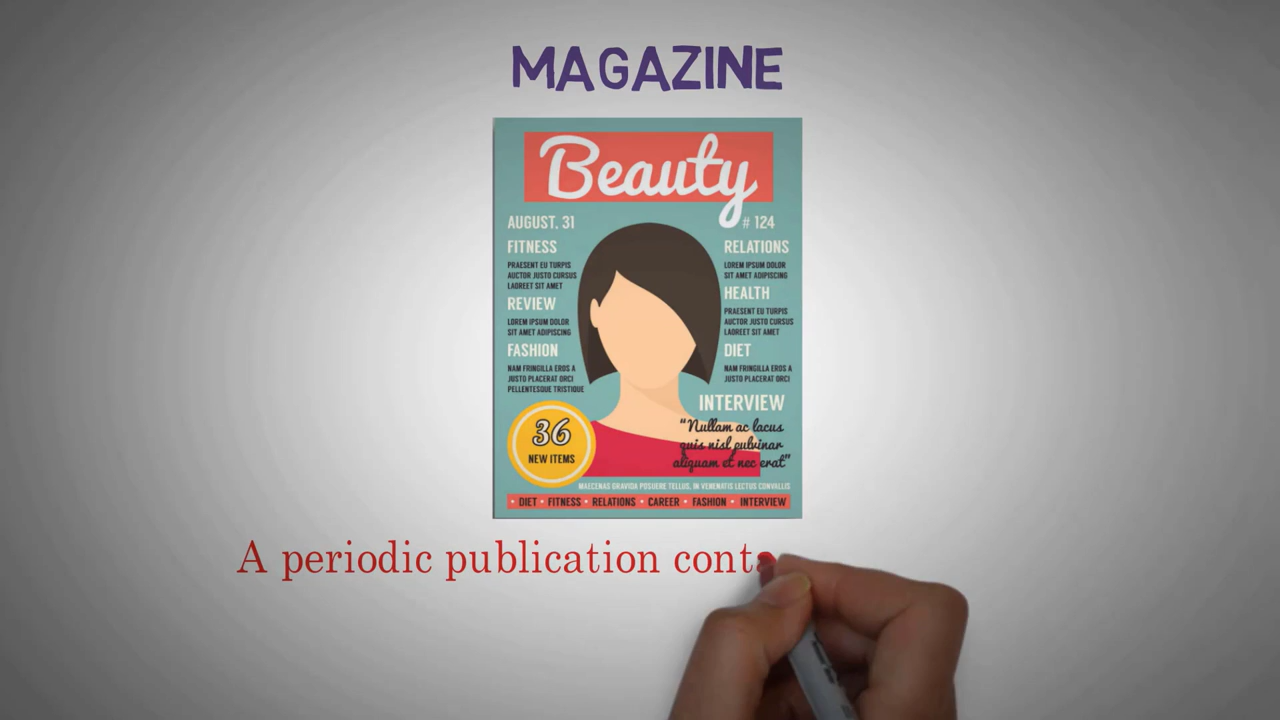 MAGAZINE
Beauty
AUGUST. 31
# 124
FITNESS
PRAESENT EU TURPIS
AUCTOR JUSTO CURSUS
LAOREET SIT AMET
REVIEW
LOREM IPSUM DOLOR
SIT AMET ADIPISCING
FASHION
NAM FRINGILLA EROS A
JUSTO PLACERAT ORCI
PELLENTESQUE TRISTIQUE
36
NEW ITEMS
RELATIONS
LOREM IPSUM DOLOR
SIT AMET ADIPISCING
HEALTH
PRAESENT EU TURPIS
AUCTOR JUSTO CURSUS
LAOREET SIT AMET
DIET
NAM FRINGILLA EROS A
JUSTO PLACERAT ORCI
INTERVIEW
"Nullam ac lacus
quis nisl pulvinar
aliquam et nec erat"
MAECENAS GRAVIDA POSUERE TELLUS, IN VENENATIS LECTUS CONVALLIS
• DIET • FITNESS • RELATIONS • CAREER • FASHION • INTERVIEW
A periodic publication conta